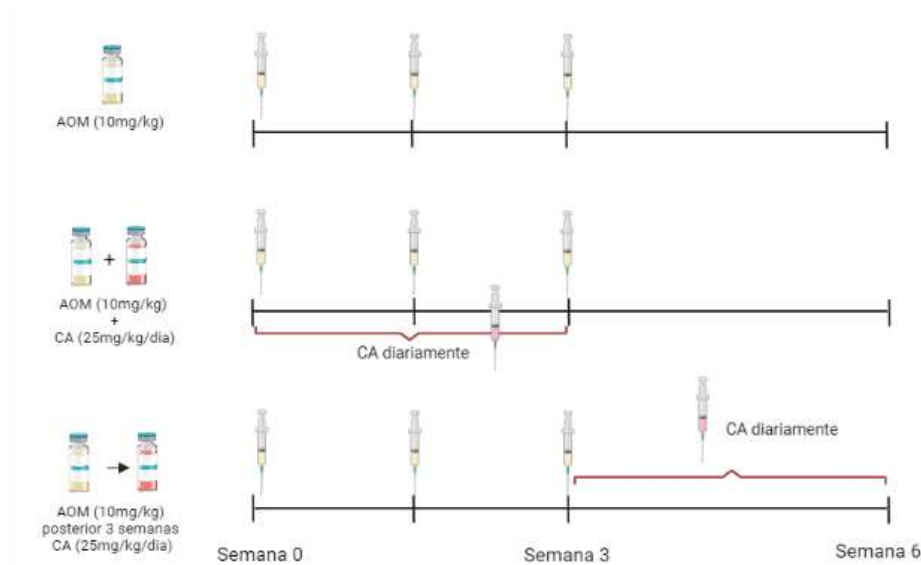 AOM (10mg/kg)
+
AOM (10mg/kg)
+
CA (25mg/kg/dia)
CA diariamente
CA diariamente
AOM (10mg/kg)
posterior 3 semanas
CA (25mg/kg/dia)
Semana 0
Semana 3
Semana 6